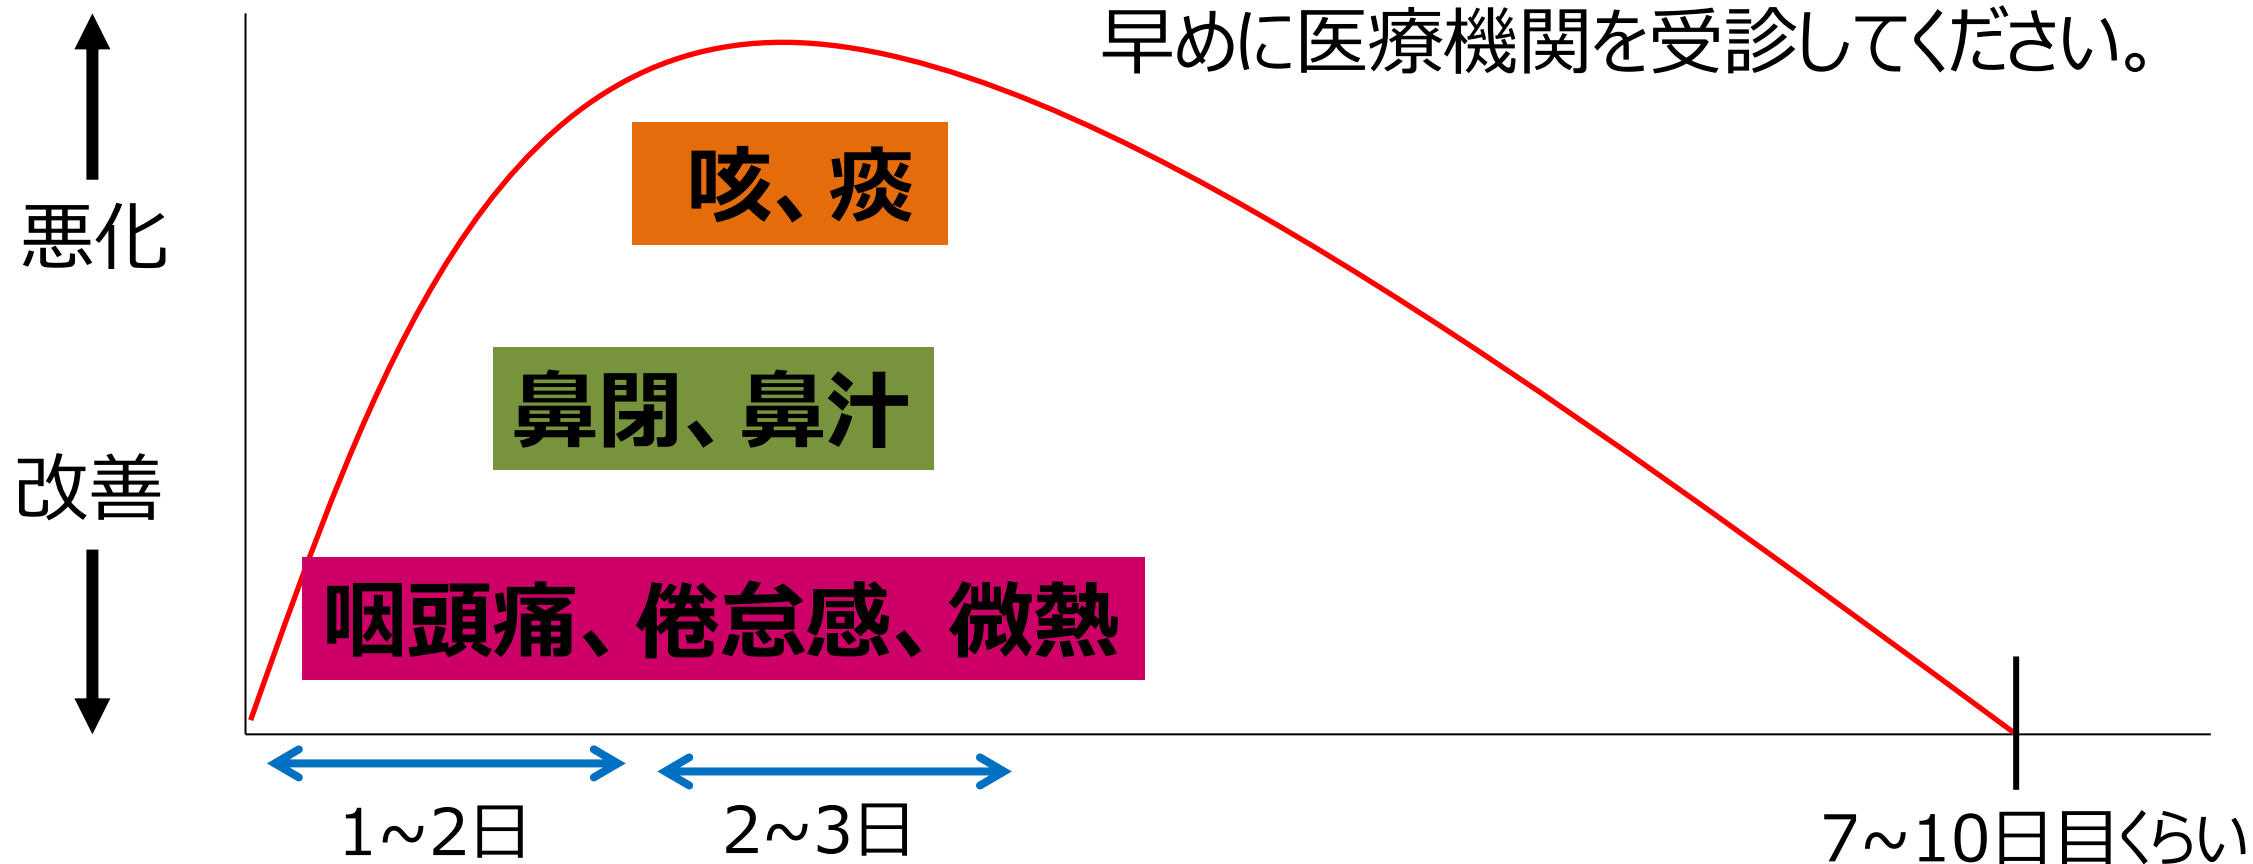 早めに医療機関を受診してください。
咳、痰
悪化
鼻閉、鼻汁
改善
咽頭痛、倦怠感、微熱
1~2日
2~3日
7~10日目くらい